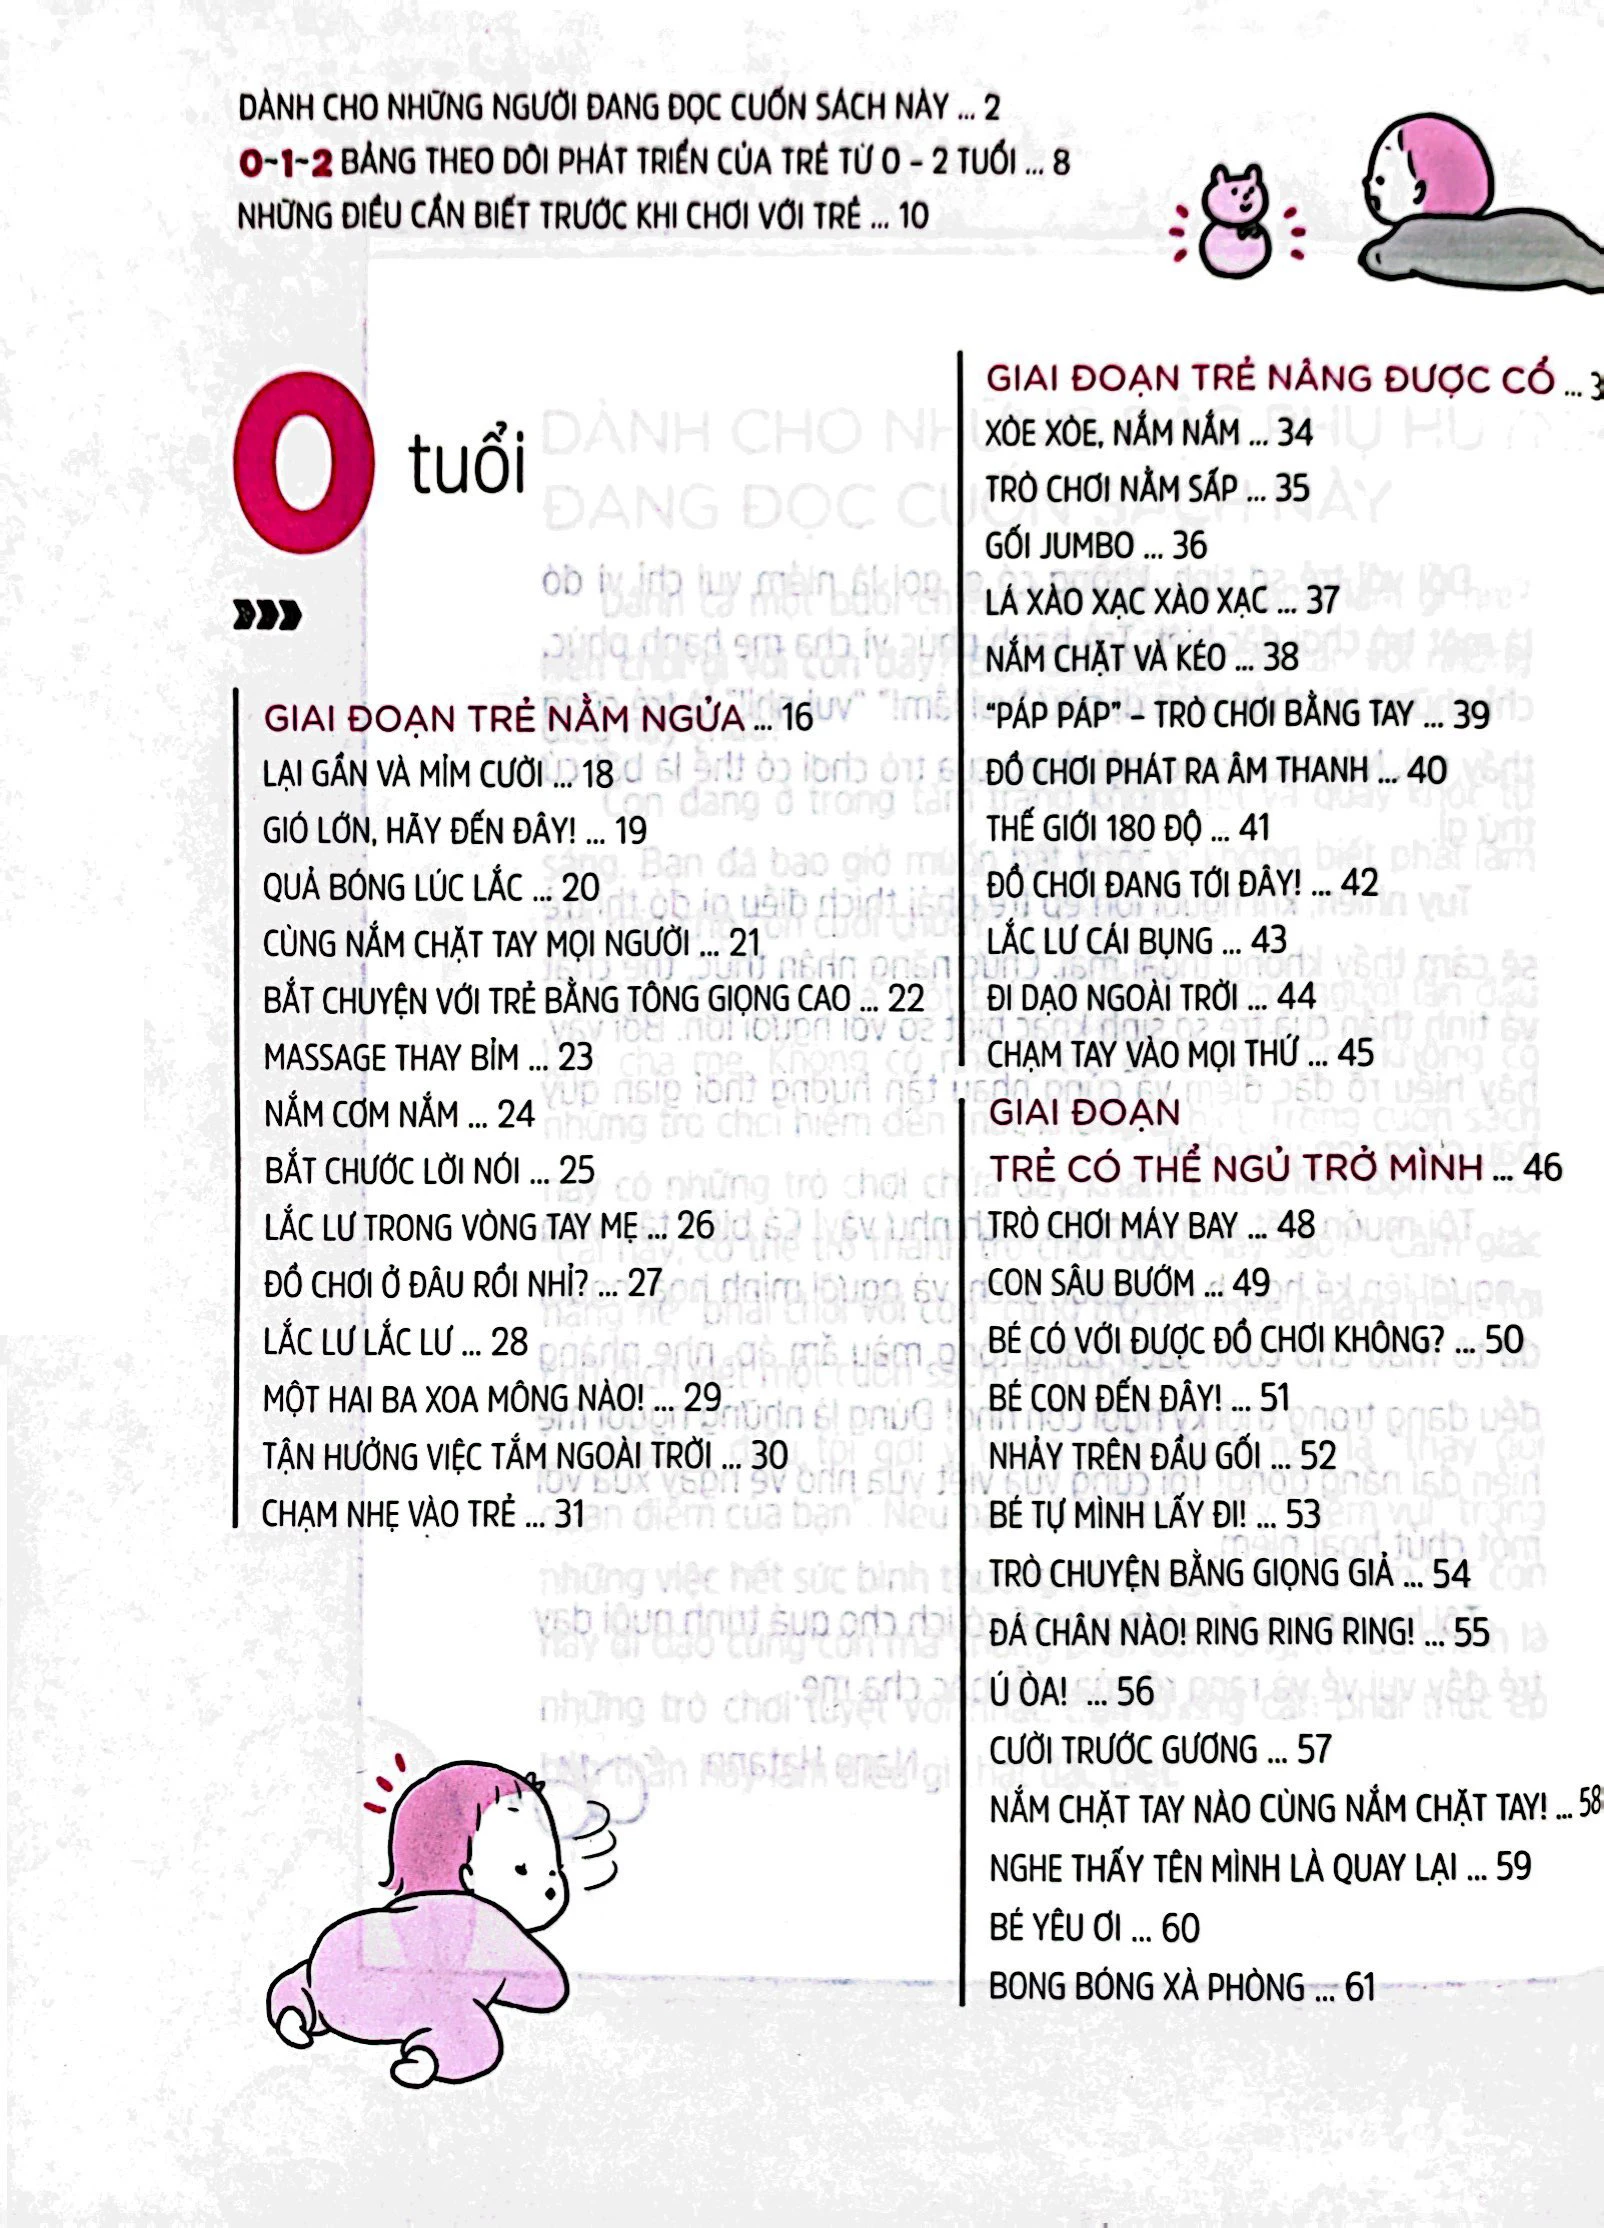 DÀNH CHO NHỮNG NGƯỜI ĐANG ĐỌC CUỐN SÁCH NÀY ... 2
0-1-2 BẢNG THEO DÕI PHÁT TRIỂN CỦA TRẺ TỪ 0 – 2 TUỔI ... 8
NHỮNG ĐIỀU CẦN BIẾT TRƯỚC KHI CHƠI VỚI TRẺ ... 10
0 tuổi
GIAI ĐOẠN TRẺ NẰM NGỬA ... 16
LẠI GẦN VÀ MỈM CƯỜI ... 18
GIÓ LỚN, HÃY ĐẾN ĐÂY! ... 19
QUẢ BÓNG LÚC LẮC ... 20
CÙNG NẮM CHẶT TAY MỌI NGƯỜI ... 21
BẮT CHUYỆN VỚI TRẺ BẰNG TÔNG GIỌNG CAO ... 22
MASSAGE THAY BỈM ... 23
NẮM CƠM NẮM ... 24
BẮT CHƯỚC LỜI NÓI ... 25
LẮC LƯ TRONG VÒNG TAY MẸ ... 26
ĐỒ CHƠI Ở ĐÂU RỒI NHỈ? ... 27
LẮC LƯ LẮC LƯ ... 28
MỘT HAI BA XOA MÔNG NÀO! ... 29
TẬN HƯỞNG VIỆC TẮM NGOÀI TRỜI ... 30
CHẠM NHẸ VÀO TRẺ ... 31
GIAI ĐOẠN TRẺ NÂNG ĐƯỢC CỔ ...
XÒE XÒE, NẮM NẮM ... 34
TRÒ CHƠI NẰM SẤP ... 35
GỐI JUMBO ... 36
LÁ XÀO XẠC XÀO XẠC ... 37
NẮM CHẶT VÀ KÉO ... 38
“PÁP PÁP” – TRÒ CHƠI BẰNG TAY ... 39
ĐỒ CHƠI PHÁT RA ÂM THANH ... 40
THẾ GIỚI 180 ĐỘ ... 41
ĐỒ CHƠI ĐANG TỚI ĐÂY! ... 42
LẮC LƯ CÁI BỤNG ... 43
ĐI DẠO NGOÀI TRỜI ... 44
CHẠM TAY VÀO MỌI THỨ ... 45
GIAI ĐOẠN
TRẺ CÓ THỂ NGỦ TRỞ MÌNH ... 46
TRÒ CHƠI MÁY BAY ... 48
CON SÂU BƯỚM ... 49
BÉ CÓ VỚI ĐƯỢC ĐỒ CHƠI KHÔNG? ... 50
BÉ CON ĐẾN ĐÂY! ... 51
NHẢY TRÊN ĐẦU GỐI ... 52
BÉ TỰ MÌNH LẤY ĐI! ... 53
TRÒ CHUYỆN BẰNG GIỌNG GIẢ ... 54
ĐÁ CHÂN NÀO! RING RING RING! ... 55
Ú ÒA! ... 56
CƯỜI TRƯỚC GƯƠNG ... 57
NẮM CHẶT TAY NÀO CÙNG NẮM CHẶT TAY! ... 58
NGHE THẤY TÊN MÌNH LÀ QUAY LẠI ... 59
BÉ YÊU ƠI ... 60
BONG BÓNG XÀ PHÒNG ... 61